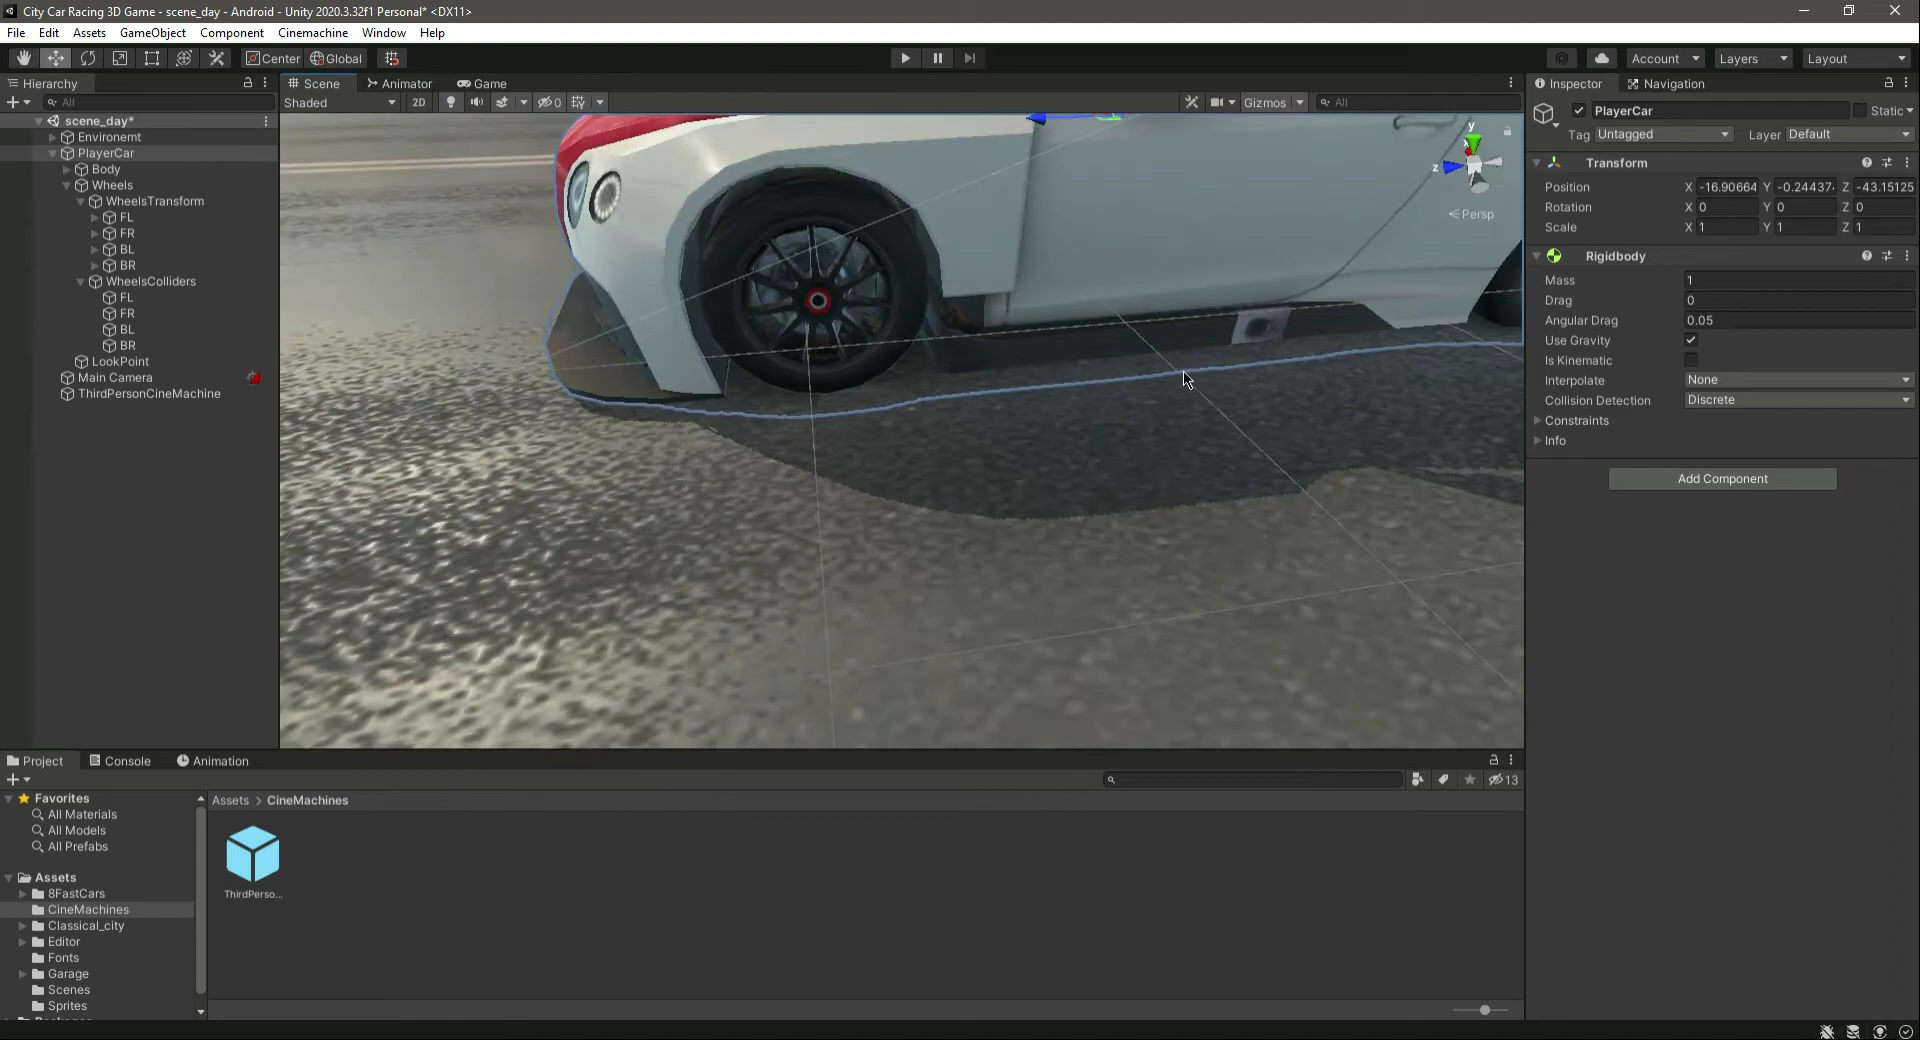 City Car Racing 3D Game - scene_day - Android - Unity 2020.3.32f1 Personal* <DX11>
File Edit Assets GameObject Component Cinemachine Window Help
Center Global
Account Layers Layout
Hierarchy
All
scene_day*
Environemt
PlayerCar
Body
Wheels
WheelsTransform
FL
FR
BL
BR
WheelsColliders
FL
FR
BL
BR
LookPoint
Main Camera
ThirdPersonCineMachine
Scene Animator Game
Shaded 2D 0 Gizmos All
y
x
z
Persp
Inspector Navigation
PlayerCar Static
Tag Untagged Layer Default
Transform
Position X -16.90664 Y -0.24437 Z -43.15125
Rotation X 0 Y 0 Z 0
Scale X 1 Y 1 Z 1
Rigidbody
Mass 1
Drag 0
Angular Drag 0.05
Use Gravity
Is Kinematic
Interpolate None
Collision Detection Discrete
Constraints
Info
Add Component
Project Console Animation
13
Favorites
All Materials
All Models
All Prefabs
Assets
8FastCars
CineMachines
Classical_city
Editor
Fonts
Garage
Scenes
Sprites
Assets > CineMachines
ThirdPerso...